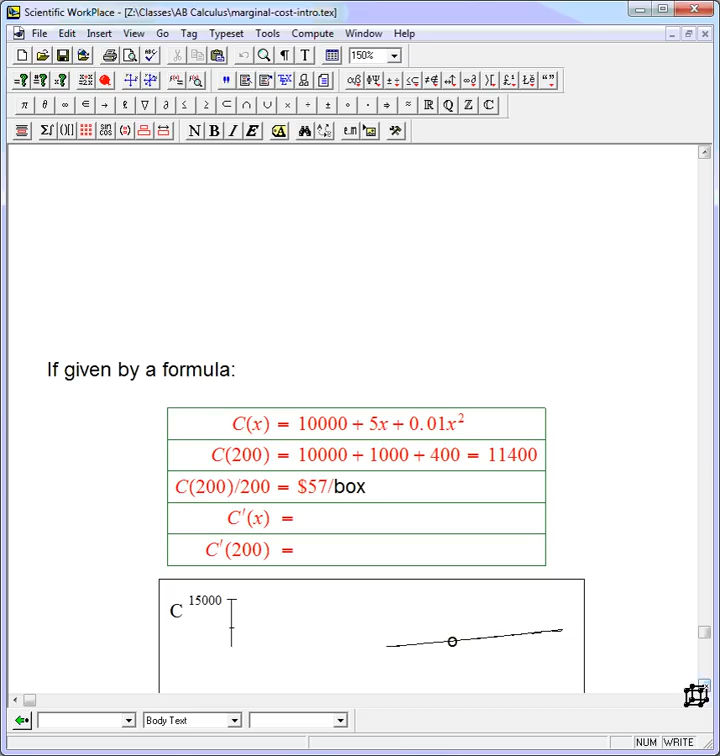 Scientific WorkPlace - [Z:\Classes\AB Calculus\marginal-cost-intro.tex]
File Edit Insert View Go Tag Typeset Tools Compute Window Help
150%
π θ ∞ ∈ → ℓ ∇ ∂ ≤ ≥ ⊂ ∩ ∪ × ÷ ± ∘ · ⇒ ≈ ℝ ℚ ℤ ℂ
N B I E
If given by a formula:
C(x) = 10000 + 5x + 0.01x²
C(200) = 10000 + 1000 + 400 = 11400
C(200)/200 = $57/box
C′(x) =
C′(200) =
C 15000
Body Text
NUM WRITE